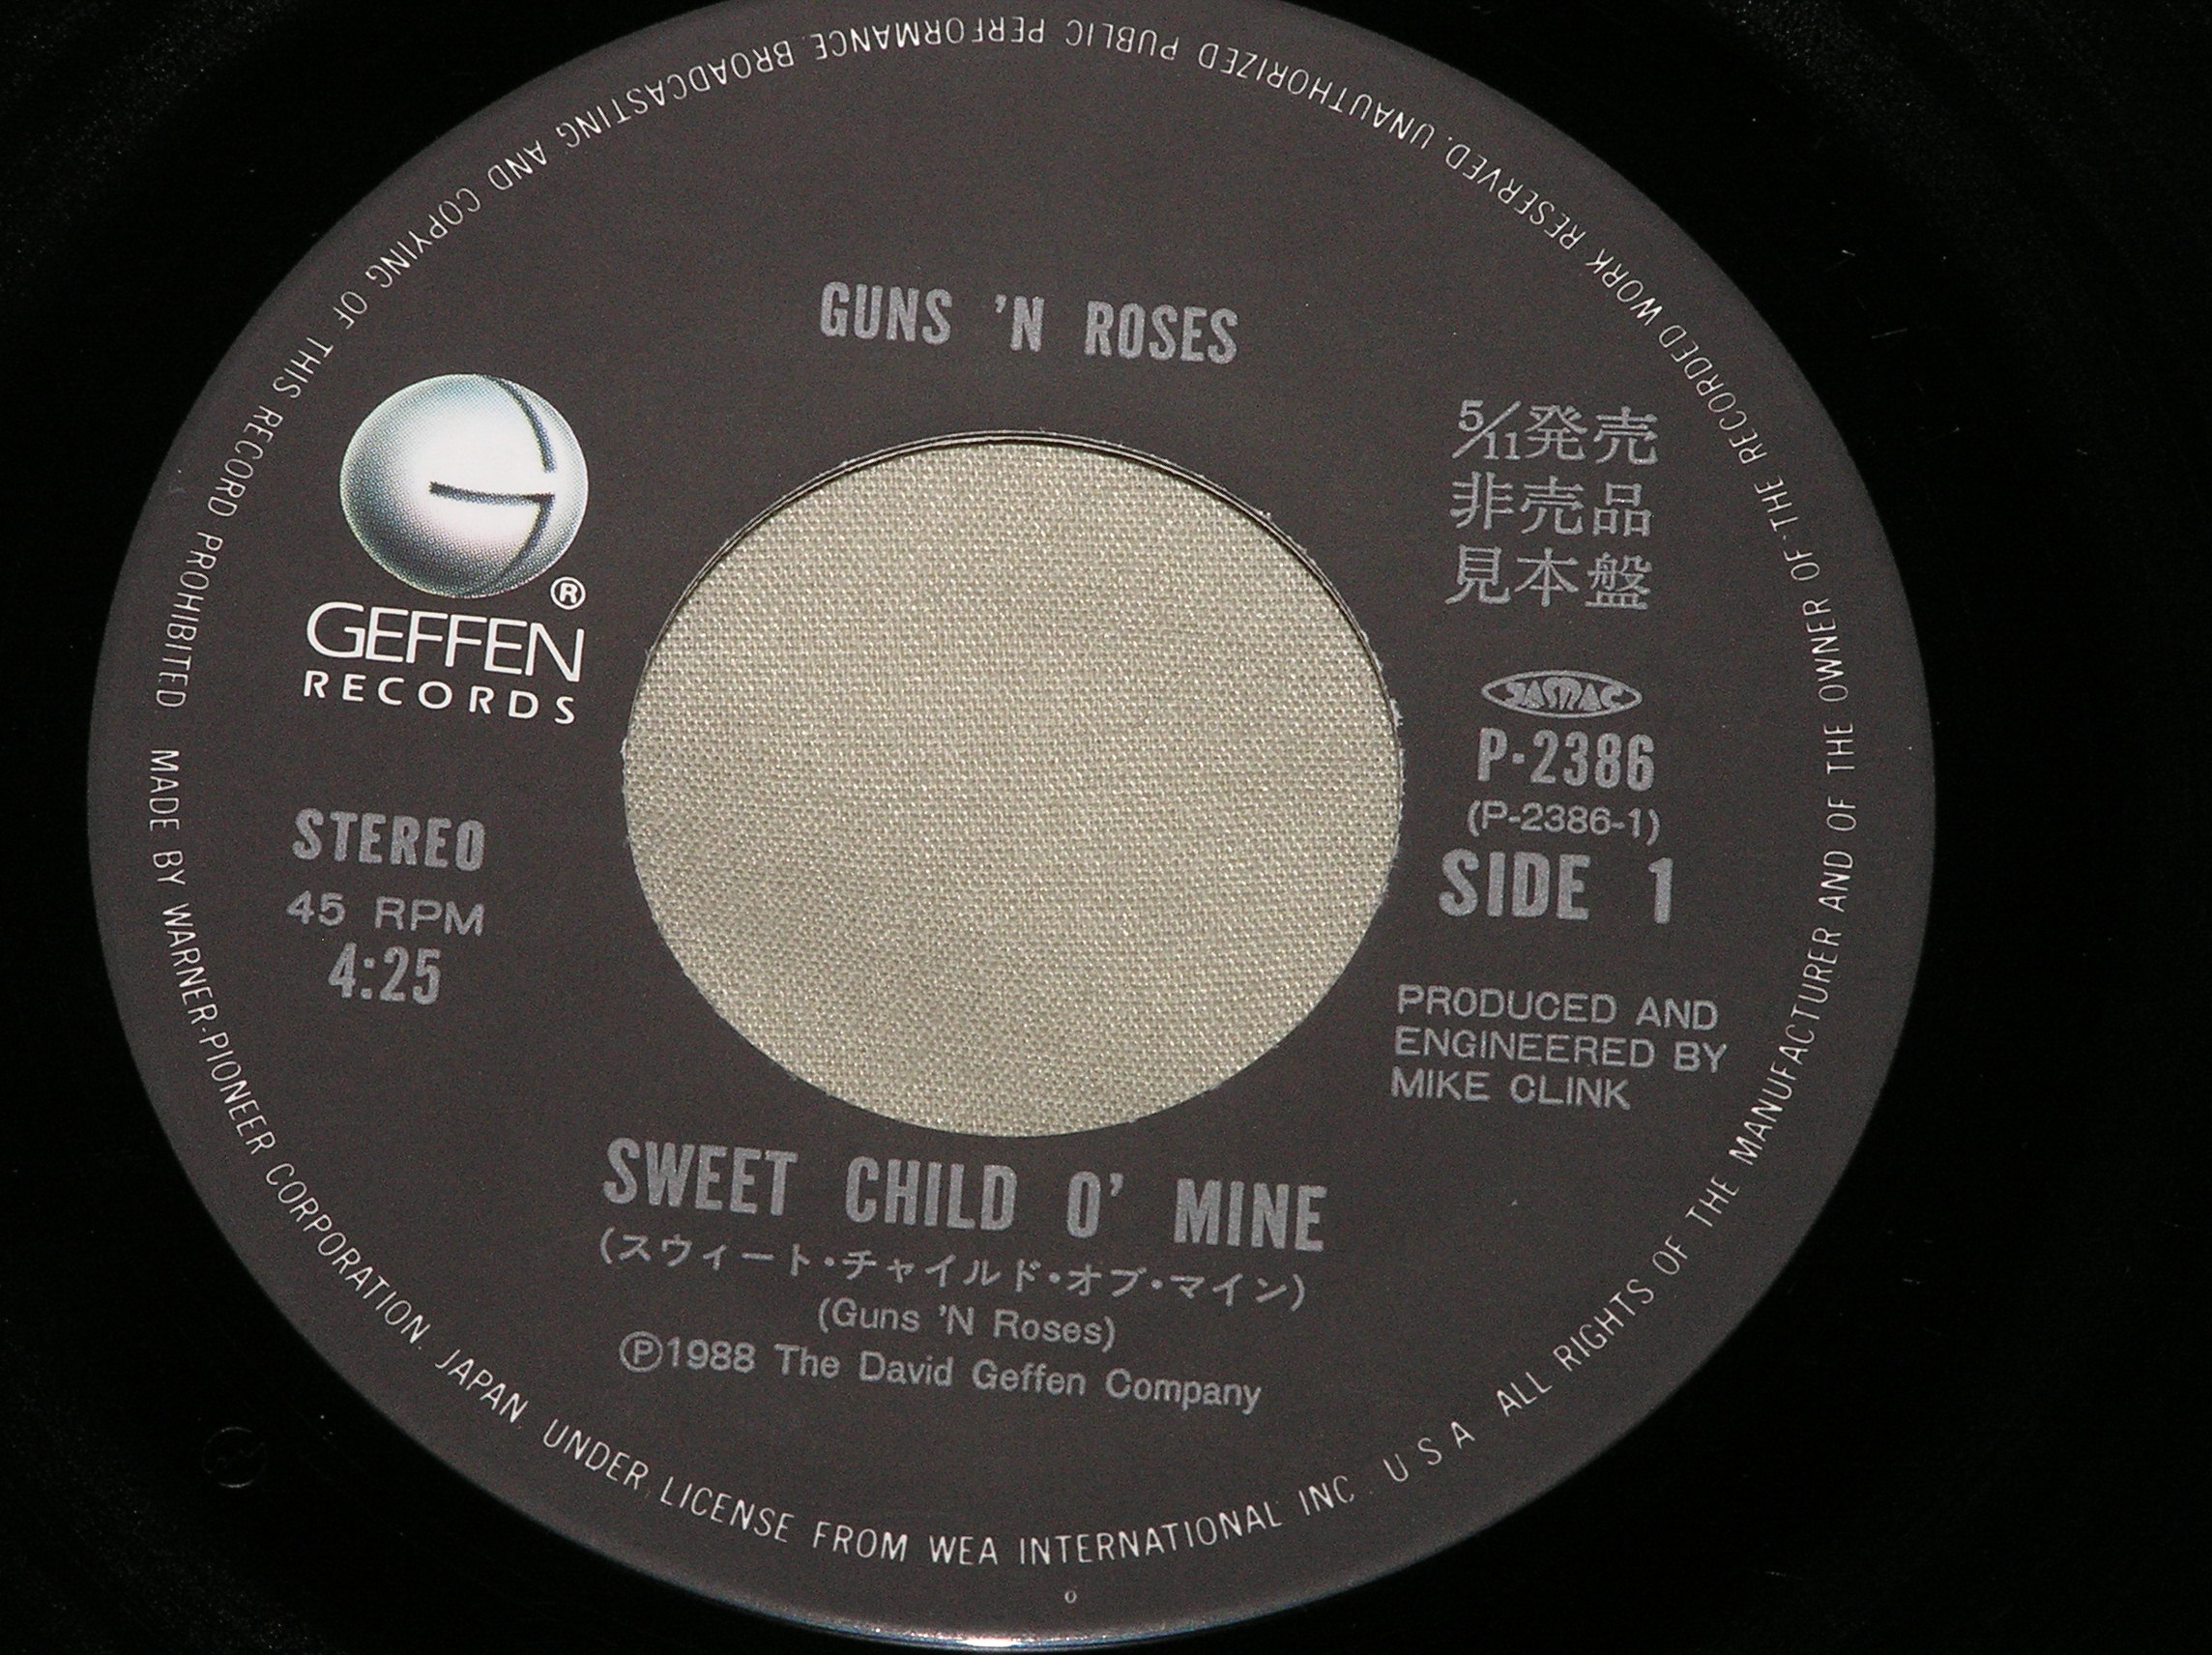 GUNS 'N ROSES
GEFFEN
RECORDS
®
STEREO
45 RPM
4:25
5/11発売
非売品
見本盤
JASRAC
P-2386
(P-2386-1)
SIDE 1
PRODUCED AND
ENGINEERED BY
MIKE CLINK
SWEET CHILD O' MINE
(スウィート・チャイルド・オブ・マイン)
(Guns 'N Roses)
Ⓟ1988 The David Geffen Company
MADE BY WARNER-PIONEER CORPORATION. JAPAN. UNDER LICENSE FROM WEA INTERNATIONAL INC. U S A ALL RIGHTS OF THE MANUFACTURER AND OF THE OWNER OF THE RECORDED WORK RESERVED. UNAUTHORIZED PUBLIC PERFORMANCE BROADCASTING AND COPYING OF THIS RECORD PROHIBITED